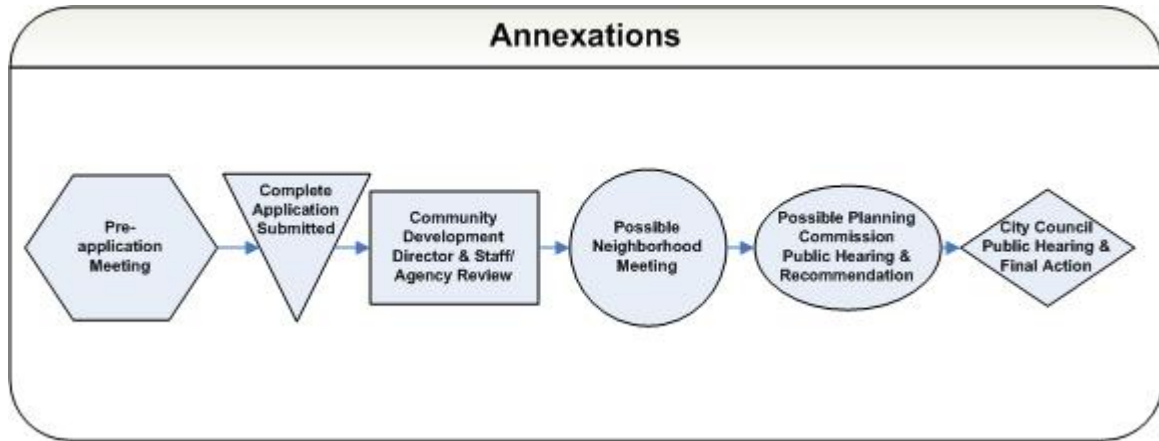 Annexations
Pre-
application
Meeting
Complete
Application
Submitted
Community
Development
Director & Staff/
Agency Review
Possible
Neighborhood
Meeting
Possible Planning
Commission
Public Hearing &
Recommendation
City Council
Public Hearing &
Final Action